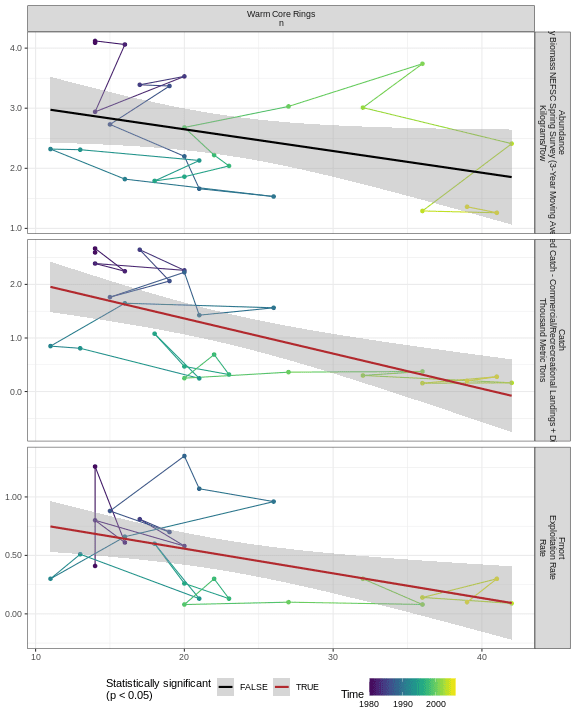 Warm Core Rings
n
4.0
3.0
2.0
1.0
Abundance
y Biomass NEFSC Spring Survey (3-Year Moving Ave
Kilograms/Tow
2.0
1.0
0.0
Catch
ed Catch - Commercial/Recreational Landings + D
Thousand Metric Tons
1.00
0.50
0.00
Fmort
Exploitation Rate
Rate
10 20 30 40
Statistically significant
(p < 0.05)
FALSE TRUE
Time
1980 1990 2000